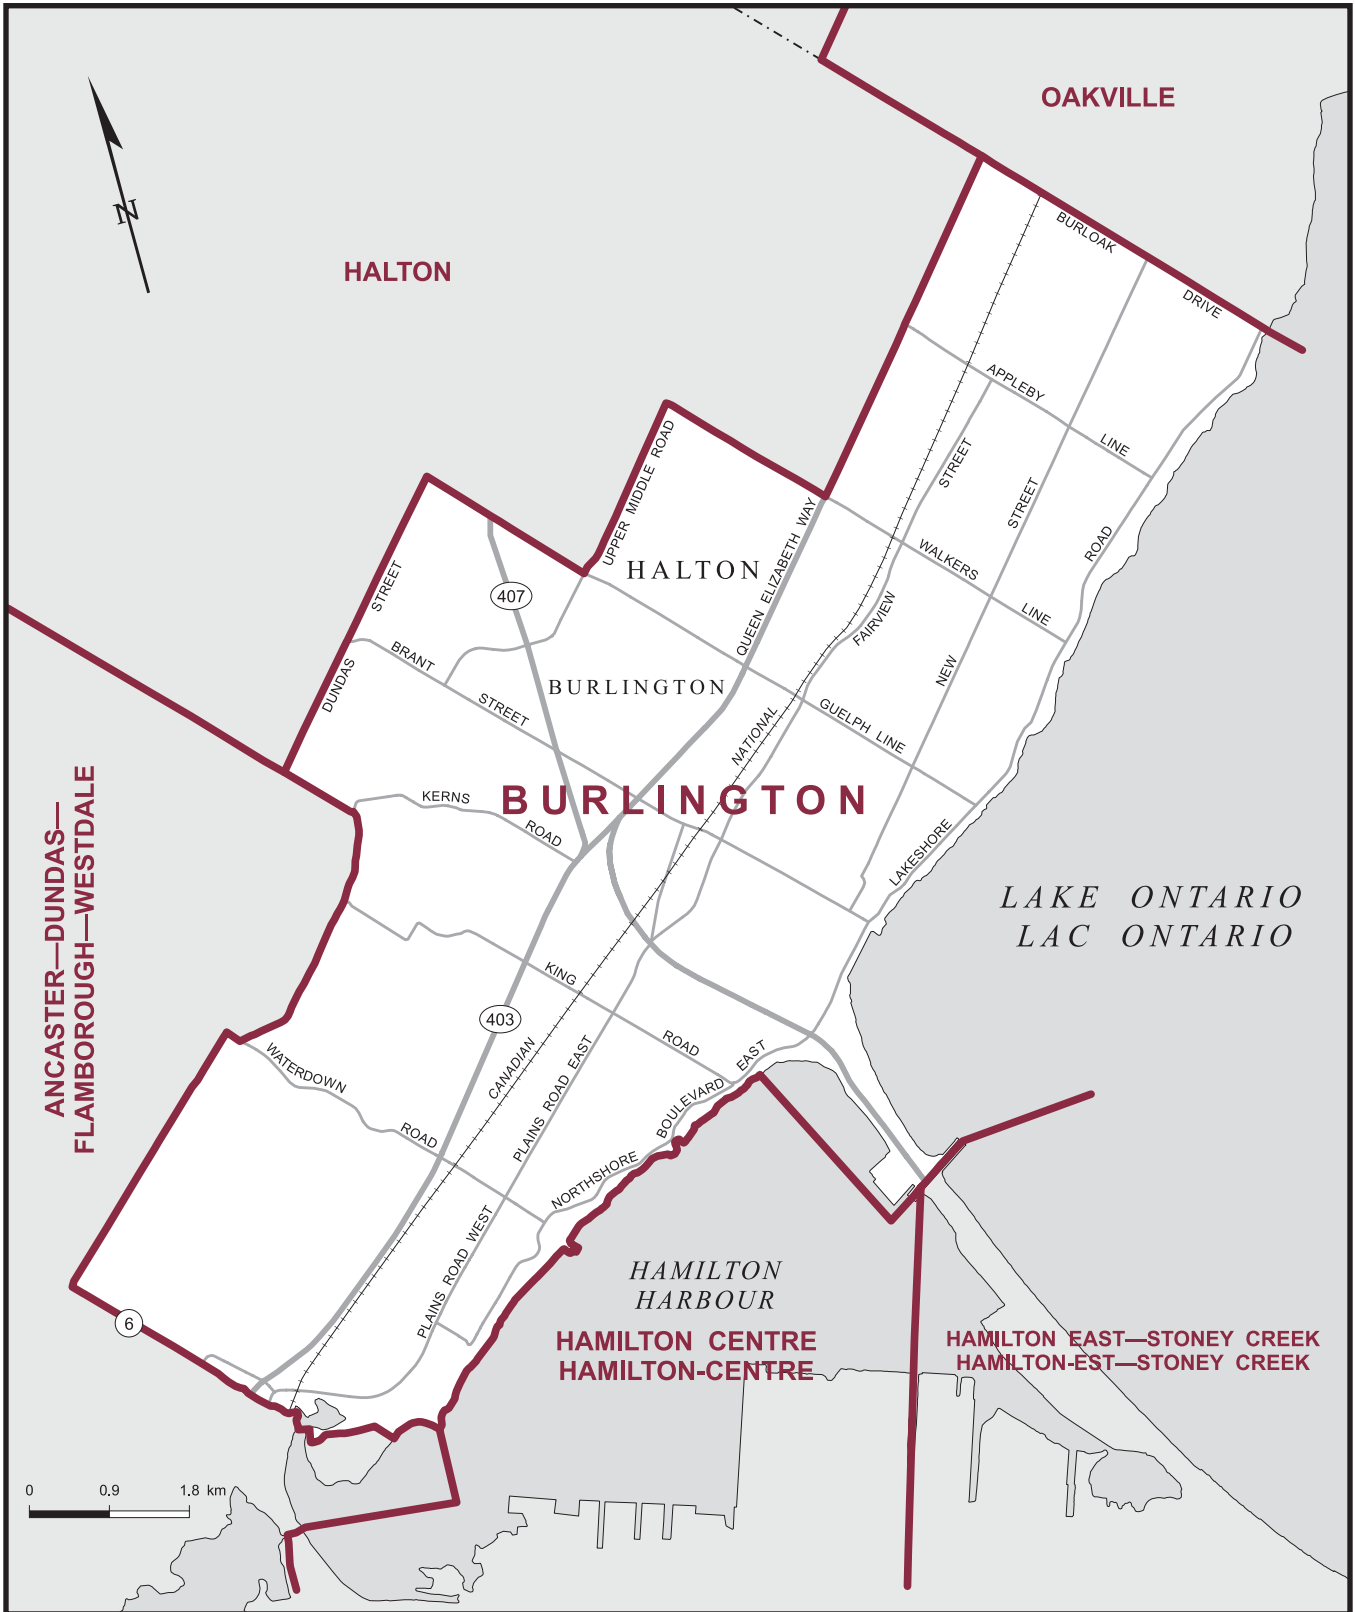 OAKVILLE
N
BURLOAK
DRIVE
HALTON
APPLEBY
LINE
UPPER MIDDLE ROAD
STREET
STREET
QUEEN ELIZABETH WAY
ROAD
WALKERS
LINE
HALTON
STREET
407
FAIRVIEW
BRANT
DUNDAS
NEW
BURLINGTON
STREET
GUELPH LINE
NATIONAL
KERNS
BURLINGTON
ROAD
LAKESHORE
ANCASTER—DUNDAS—
FLAMBOROUGH—WESTDALE
LAKE ONTARIO
LAC ONTARIO
KING
403
ROAD
EAST
WATERDOWN
CANADIAN
PLAINS ROAD EAST
BOULEVARD
ROAD
NORTHSHORE
PLAINS ROAD WEST
HAMILTON
HARBOUR
6
HAMILTON CENTRE
HAMILTON-CENTRE
HAMILTON EAST—STONEY CREEK
HAMILTON-EST—STONEY CREEK
0 0.9 1.8 km